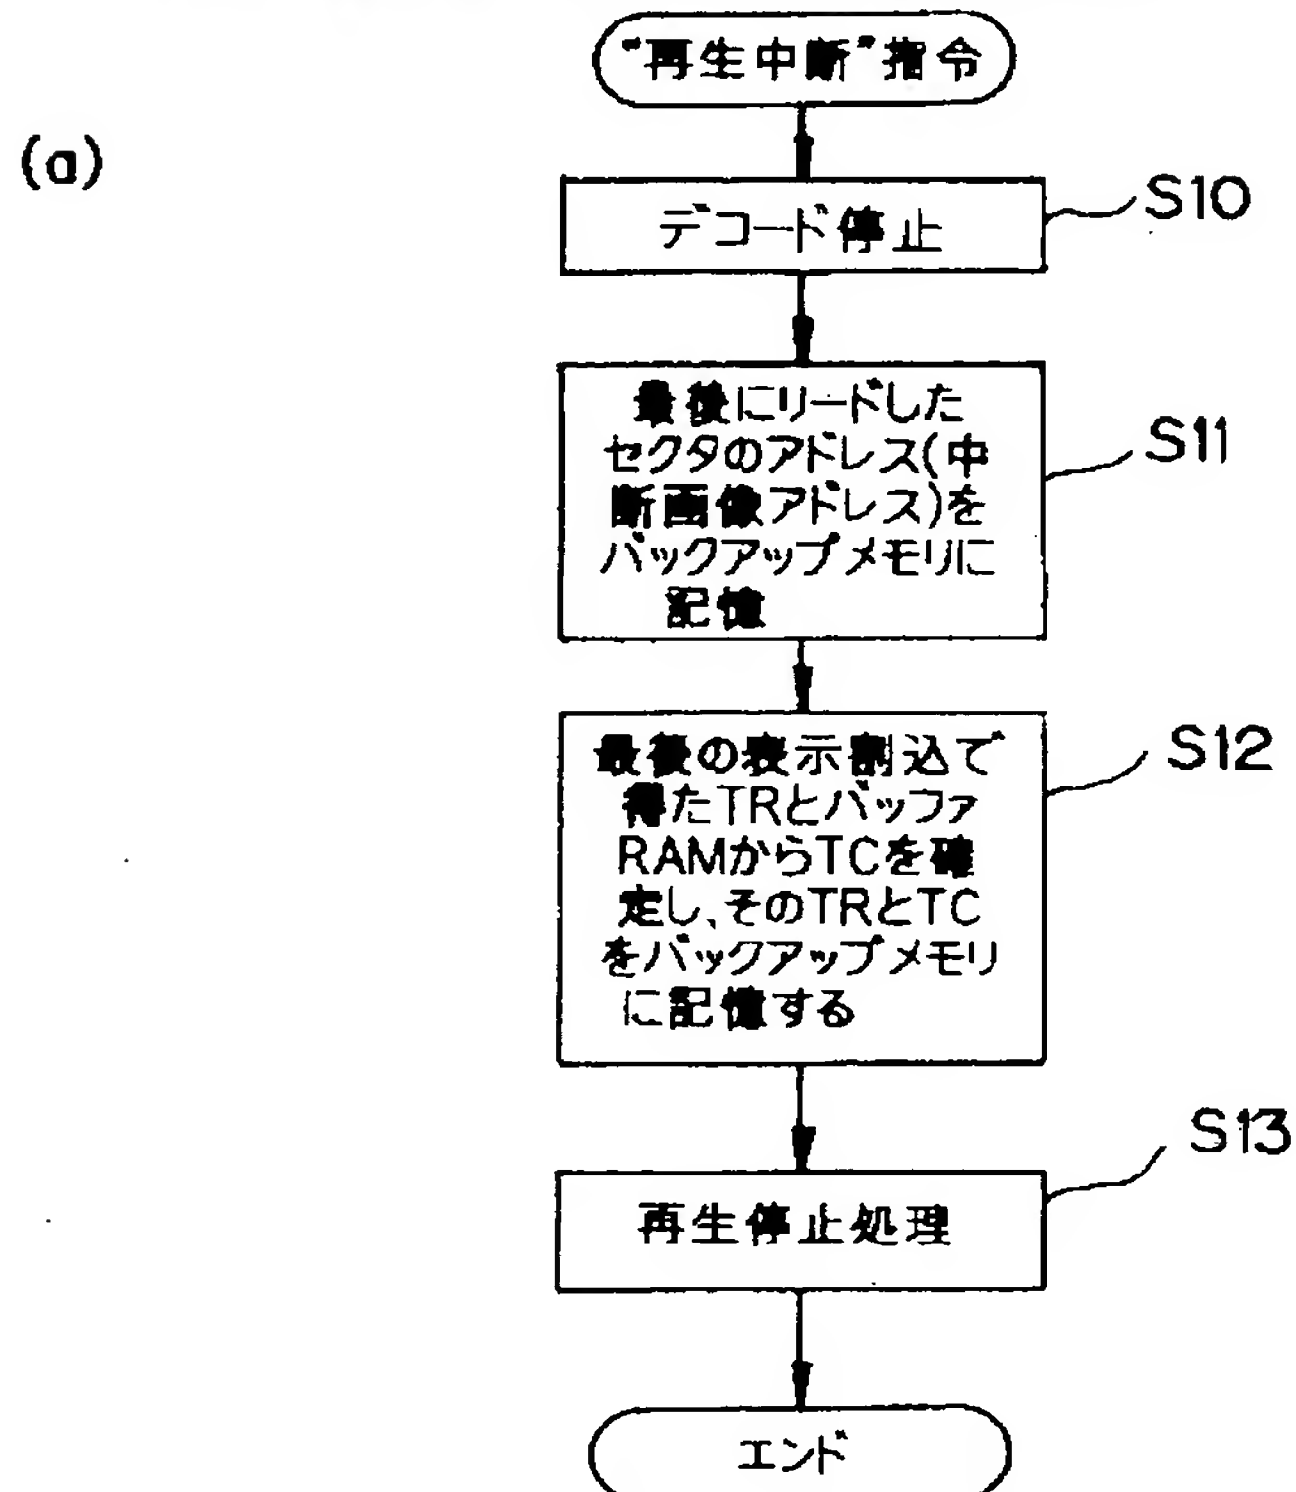 "再生中断"指令
(a)
デコード停止
S10
最後にリードした
セクタのアドレス(中
断画像アドレス)を
バックアップメモリに
記憶
S11
最後の表示割込で
得たTRとバッファ
RAMからTCを確
定し、そのTRとTC
をバックアップメモリ
に記憶する
S12
再生停止処理
S13
エンド